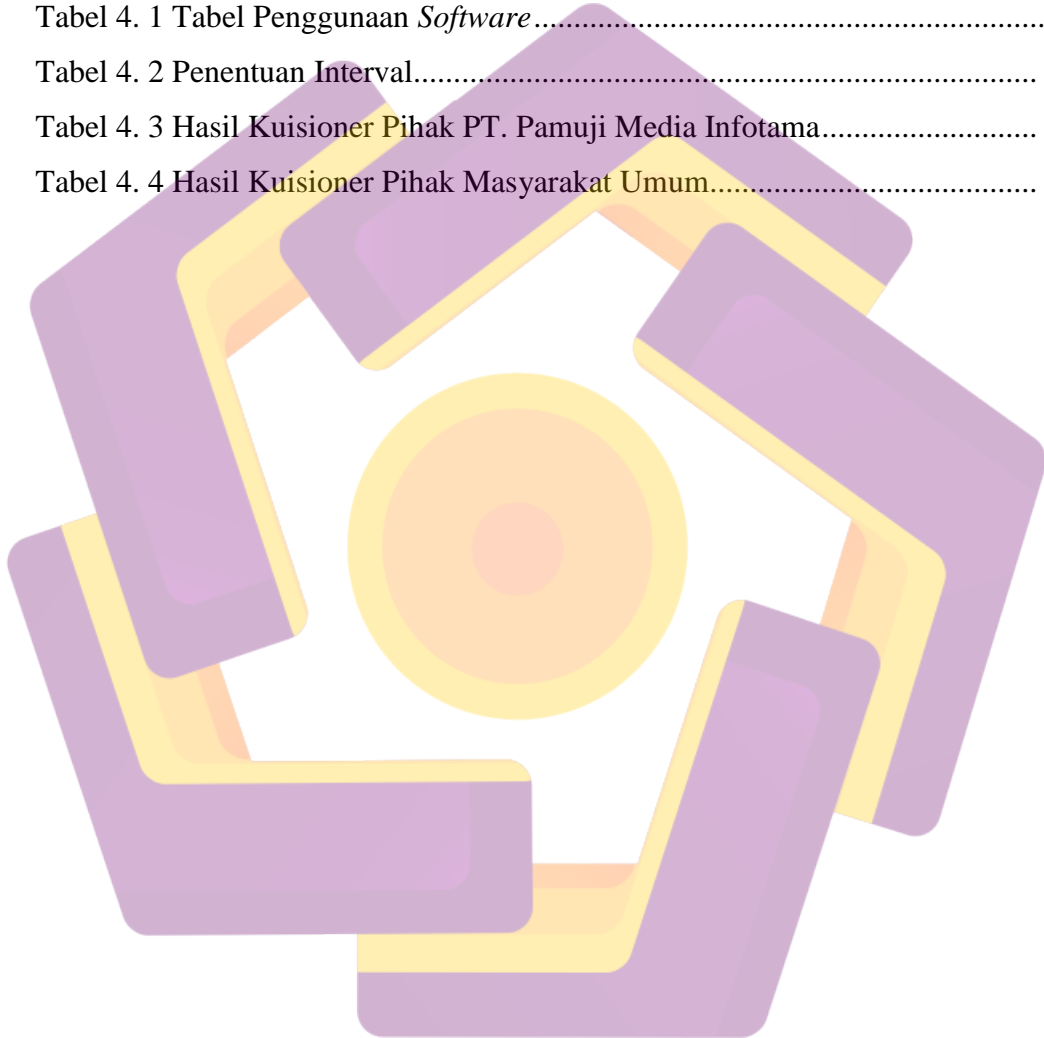 Tabel 4. 1 Tabel Penggunaan Software................................................................
Tabel 4. 2 Penentuan Interval..............................................................................
Tabel 4. 3 Hasil Kuisioner Pihak PT. Pamuji Media Infotama...........................
Tabel 4. 4 Hasil Kuisioner Pihak Masyarakat Umum.........................................